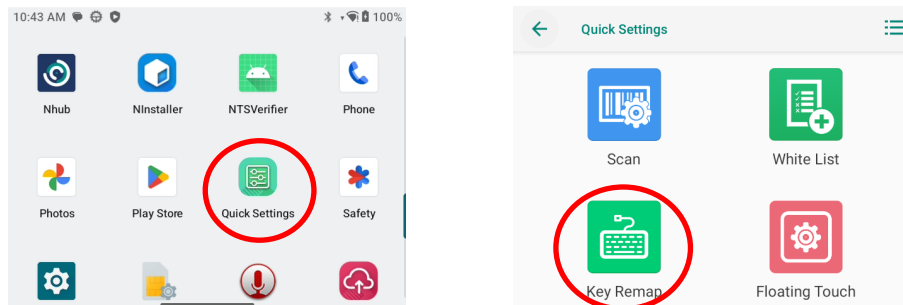 10:43 AM 100%
Nhub NInstaller NTSVerifier Phone
Photos Play Store Quick Settings Safety
Quick Settings
Scan White List
Key Remap Floating Touch